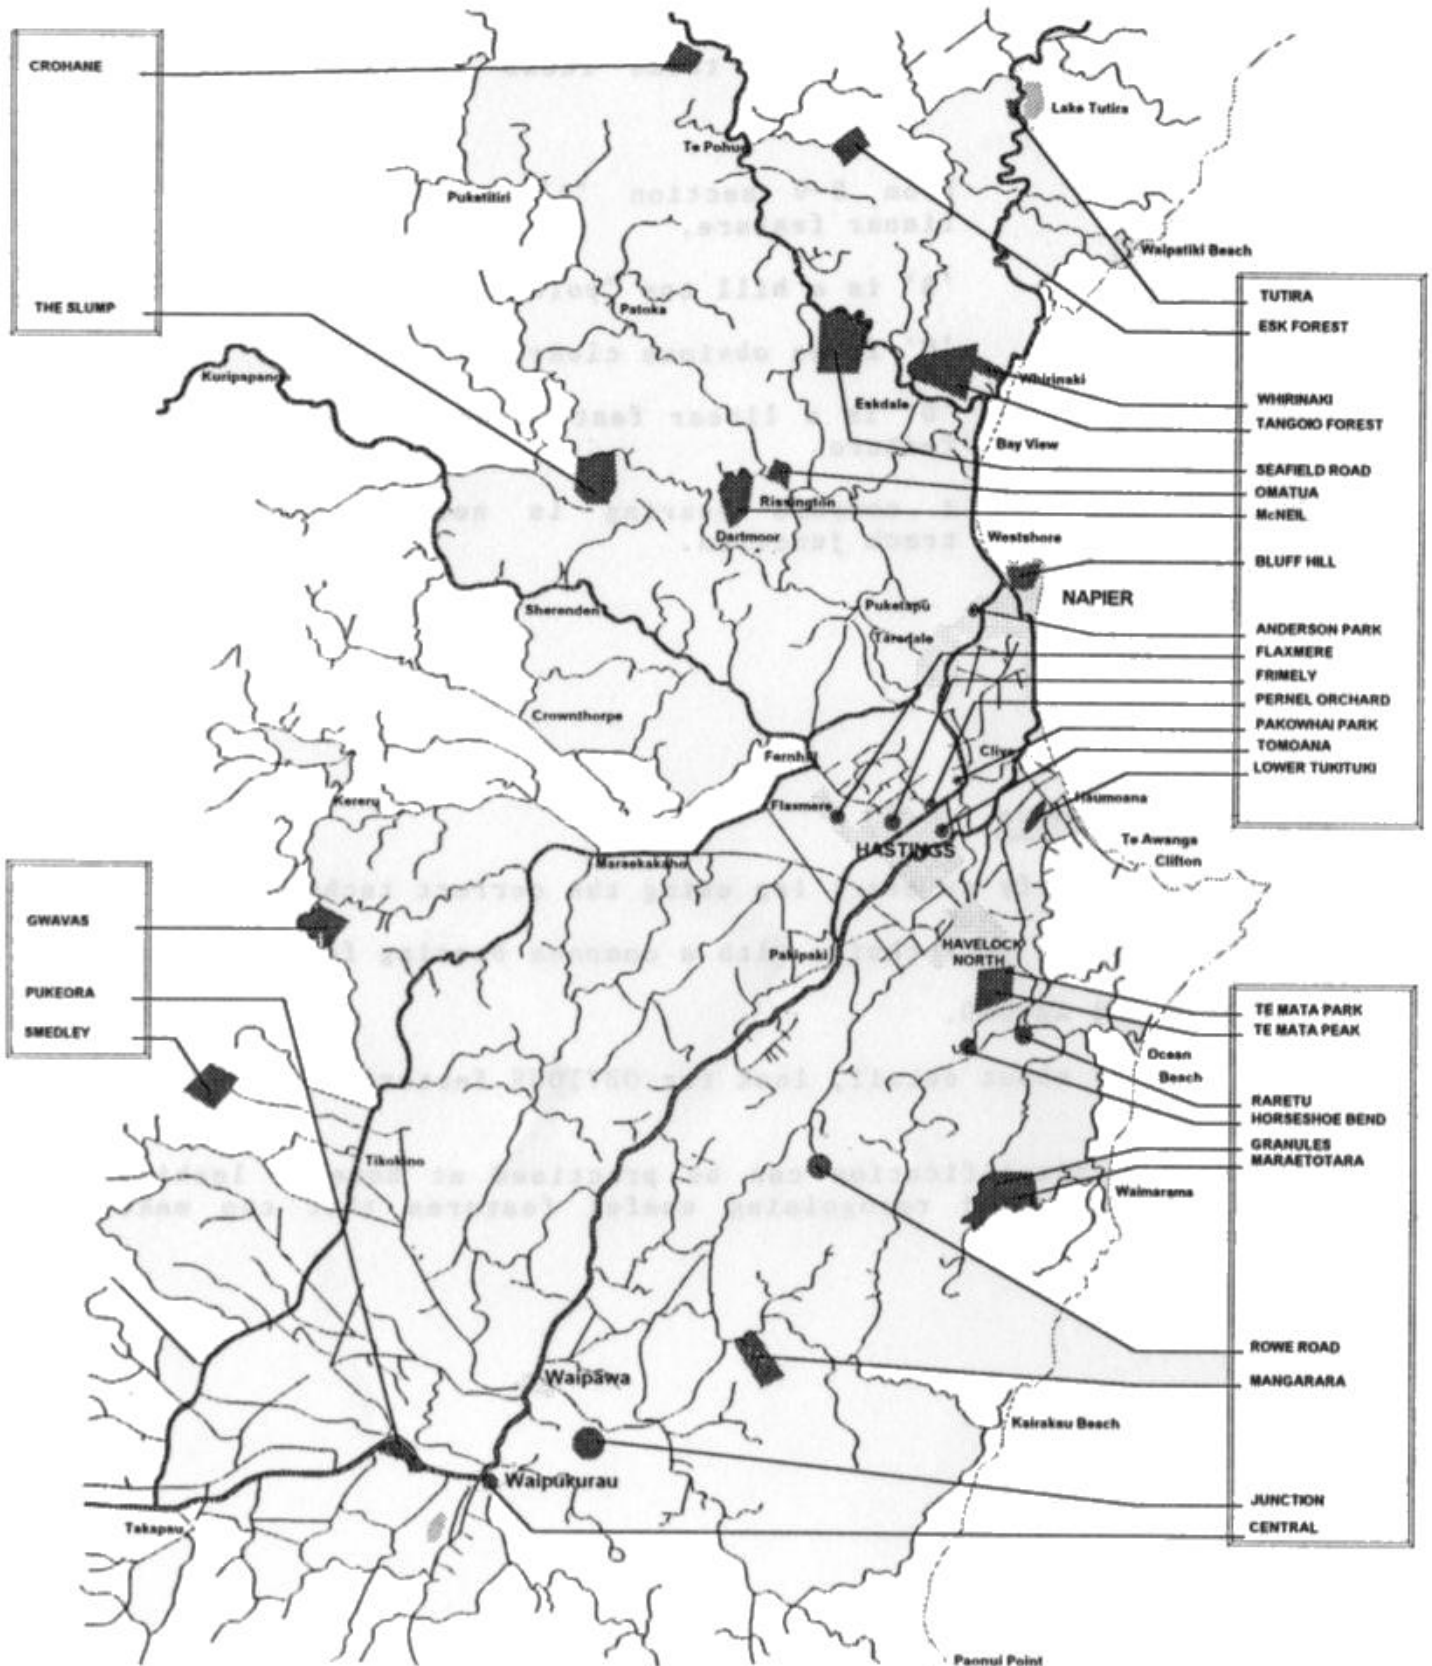 CROHANE
THE SLUMP
Te Pohue
Lake Tutira
Puketitiri
Waipatiki Beach
Patoka
Kuripapango
Whirinaki
Eskdale
Bay View
Rissington
Dartmoor
Westshore
NAPIER
Puketapu
Taradale
Sherenden
Crownthorpe
Fernhill
Clive
Kereru
Flaxmere
Haumoana
HASTINGS
Te Awanga
Clifton
Maraekakaho
Pakipaki
HAVELOCK
NORTH
Ocean
Beach
Tikokino
Waimarama
Waipawa
Kairakau Beach
Waipukurau
Takapau
Paonui Point
TUTIRA
ESK FOREST
WHIRINAKI
TANGOIO FOREST
SEAFIELD ROAD
OMATUA
McNEIL
BLUFF HILL
ANDERSON PARK
FLAXMERE
FRIMELY
PERNEL ORCHARD
PAKOWHAI PARK
TOMOANA
LOWER TUKITUKI
GWAVAS
PUKEORA
SMEDLEY
TE MATA PARK
TE MATA PEAK
RARETU
HORSESHOE BEND
GRANULES
MARAETOTARA
ROWE ROAD
MANGARARA
JUNCTION
CENTRAL